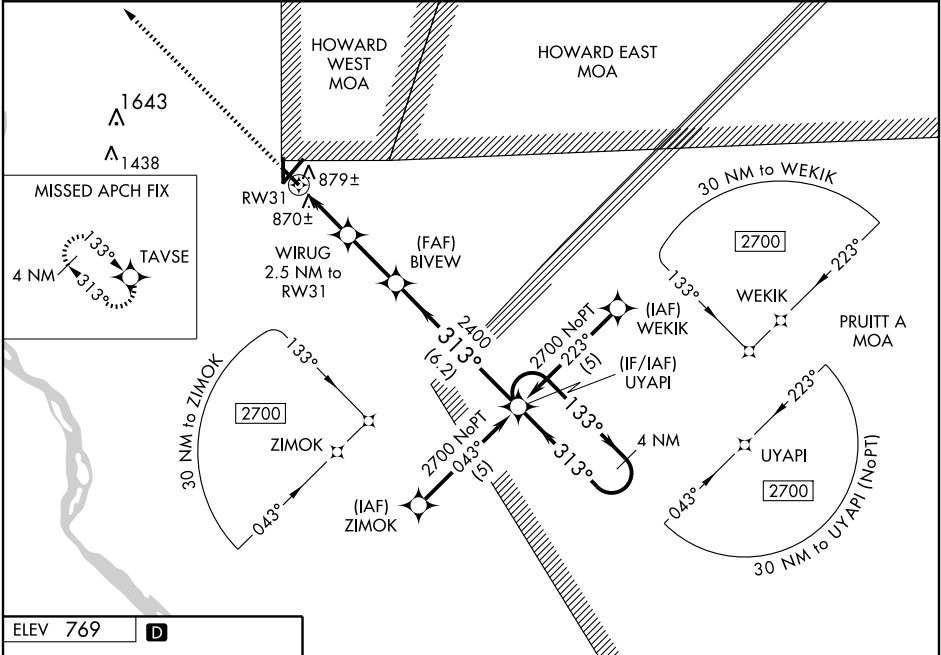 HOWARD
WEST
MOA
HOWARD EAST
MOA
1643
1438
879±
RW31
870±
MISSED APCH FIX
133°
TAVSE
4 NM
313°
WIRUG
2.5 NM to
RW31
(FAF)
BIVEW
30 NM to WEKIK
2700
133°
223°
WEKIK
PRUITT A
MOA
2400
313°
(6.2)
2700 NoPT
223°
(5)
(IAF)
WEKIK
(IF/IAF)
UYAPI
133°
313°
4 NM
2700 NoPT
043°
(5)
(IAF)
ZIMOK
30 NM to ZIMOK
133°
2700
ZIMOK
043°
223°
UYAPI
2700
043°
30 NM to UYAPI (NoPT)
ELEV 769 D